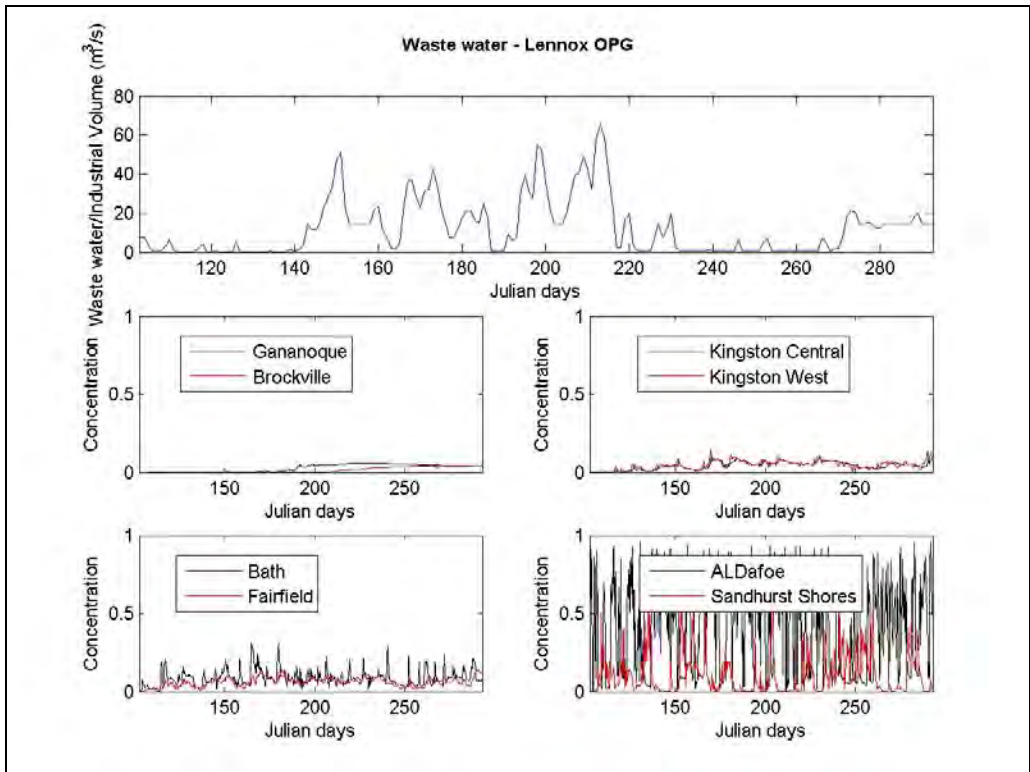 Waste water - Lennox OPG
Waste water/Industrial Volume (m³/s)
80
60
40
20
0
120 140 160 180 200 220 240 260 280
Julian days
Concentration
1
0.5
0
Gananoque
Brockville
150 200 250
Julian days
Concentration
1
0.5
0
Kingston Central
Kingston West
150 200 250
Julian days
Concentration
1
0.5
0
Bath
Fairfield
150 200 250
Julian days
Concentration
1
0.5
0
ALDafoe
Sandhurst Shores
150 200 250
Julian days